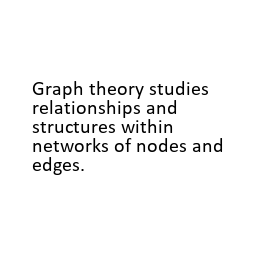 Graph theory studies
relationships and
structures within
networks of nodes and
edges.